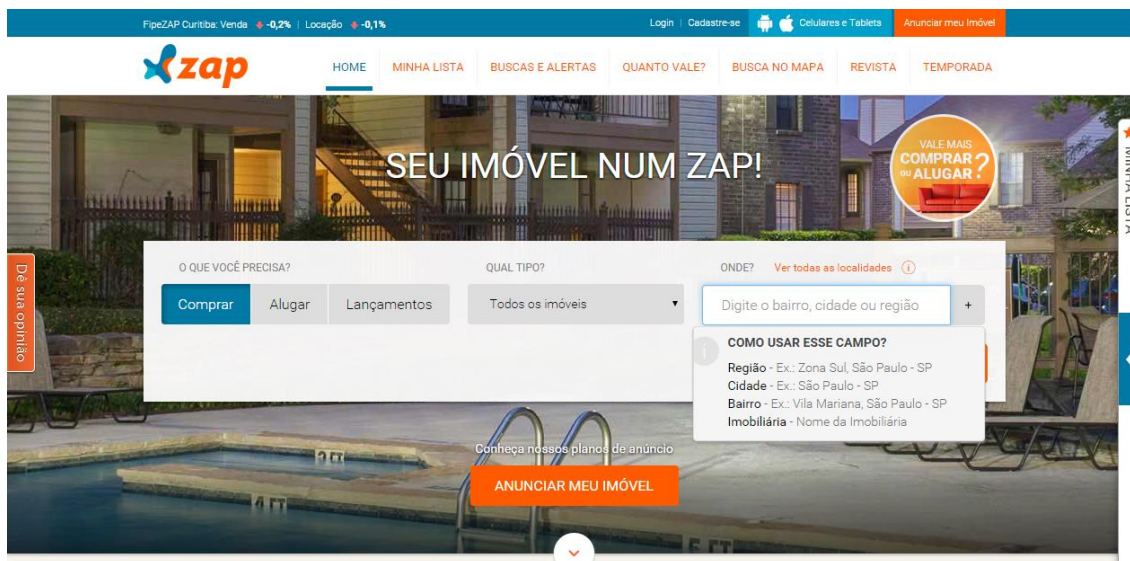 FipeZAP Curitiba: Venda -0,2% | Locação -0,1%
Login | Cadastre-se
Celulares e Tablets
Anunciar meu Imóvel
zap
HOME
MINHA LISTA
BUSCAS E ALERTAS
QUANTO VALE?
BUSCA NO MAPA
REVISTA
TEMPORADA
SEU IMÓVEL NUM ZAP!
VALE MAIS
COMPRAR
OU ALUGAR?
MINHA LISTA
Dê sua opinião
O QUE VOCÊ PRECISA?
Comprar
Alugar
Lançamentos
QUAL TIPO?
Todos os imóveis
ONDE? Ver todas as localidades i
Digite o bairro, cidade ou região
+
i
COMO USAR ESSE CAMPO?
Região - Ex.: Zona Sul, São Paulo - SP
Cidade - Ex.: São Paulo - SP
Bairro - Ex.: Vila Mariana, São Paulo - SP
Imobiliária - Nome da Imobiliária
Conheça nossos planos de anúncio
ANUNCIAR MEU IMÓVEL
4 FT